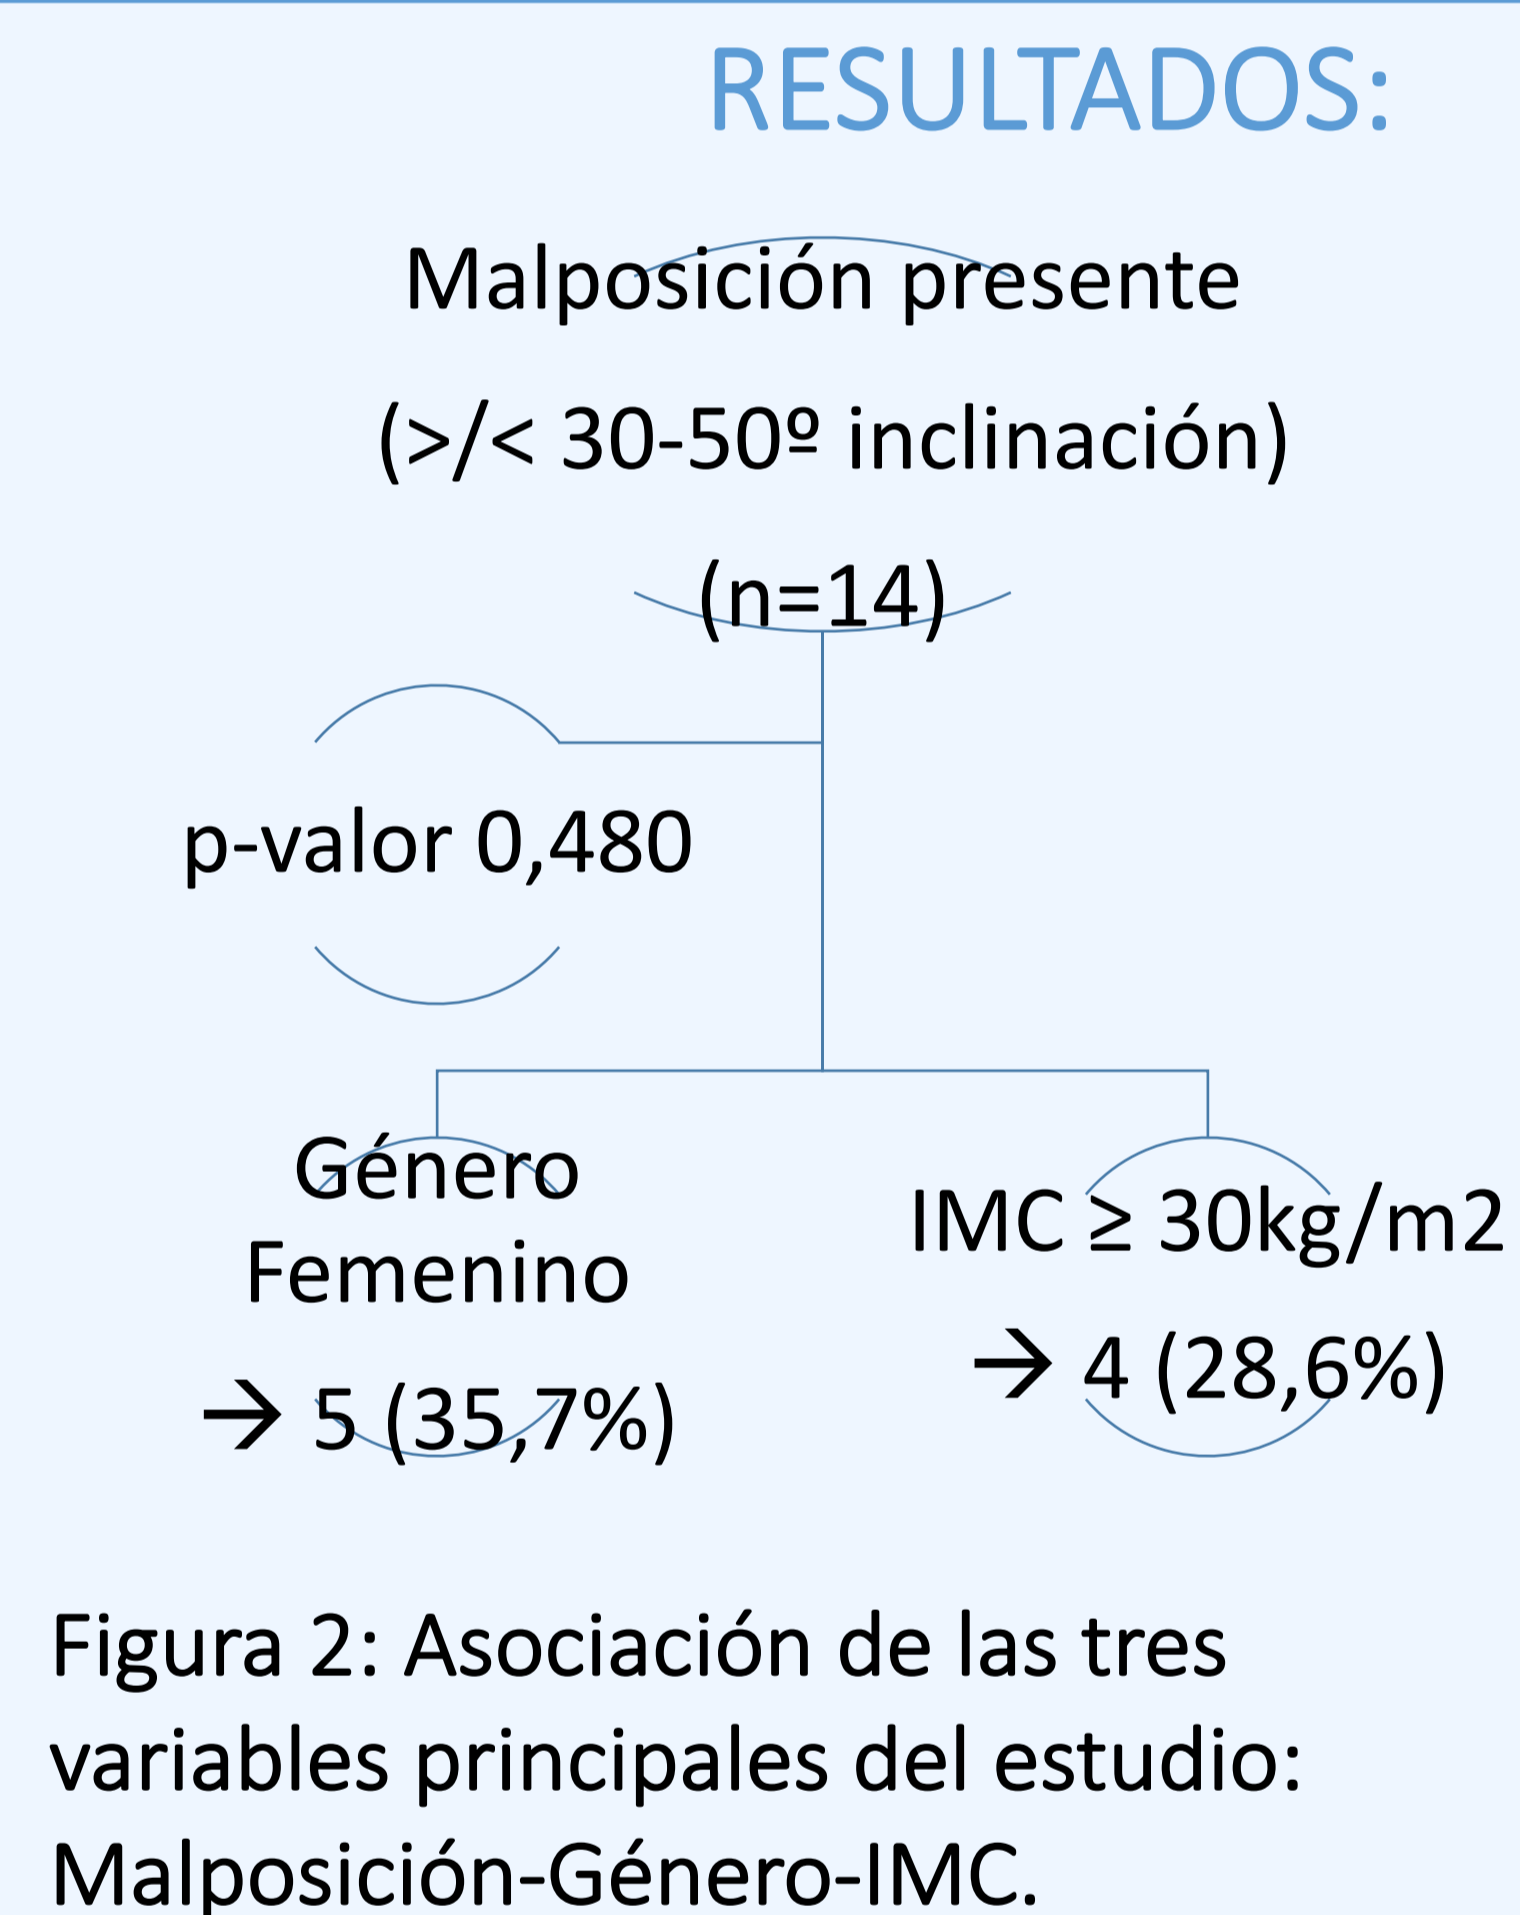 RESULTADOS:
Malposición presente
(>/< 30-50º inclinación)
(n=14)
p-valor 0,480
Género
Femenino
→ 5 (35,7%)
IMC ≥ 30kg/m2
→ 4 (28,6%)
Figura 2: Asociación de las tres
variables principales del estudio:
Malposición-Género-IMC.